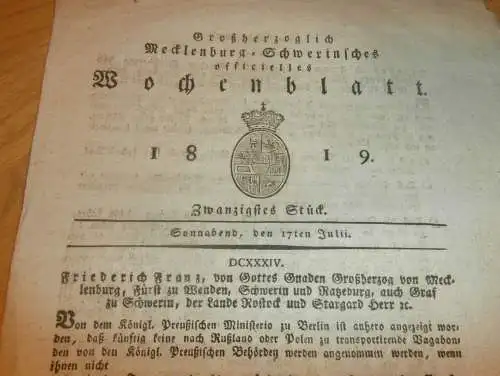 Großherzoglich
Mecklenburg-Schwerinsches
officielles
Wochenblatt.
1819.
Zwanzigstes Stück.
Sonnabend, den 17ten Julii.
DCXXXIV.
Friederich Franz, von Gottes Gnaden Großherzog von Meck-
lenburg, Fürst zu Wenden, Schwerin und Ratzeburg, auch Graf
zu Schwerin, der Lande Rostock und Stargard Herr ꝛc.
Von dem Königl. Preußischen Ministerio zu Berlin ist anhero angezeigt wor-
den, daß künftig keine nach Rußland oder Polen zu transportirende Vagabon-
den von den Königl. Preußischen Behörden werden angenommen werden, wenn
ihnen nicht